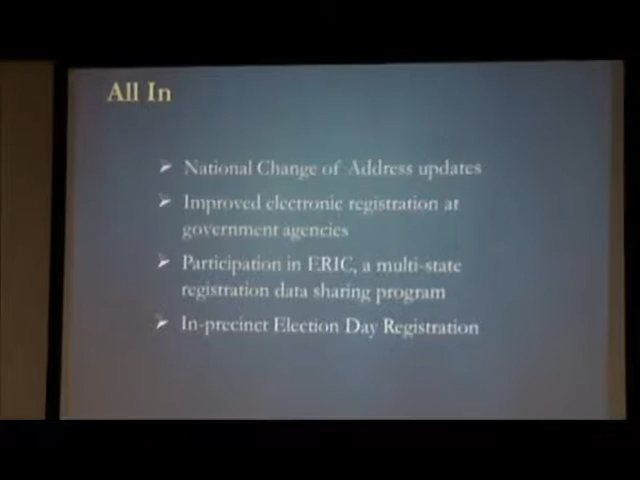 All In
➢ National Change of Address updates
➢ Improved electronic registration at
government agencies
➢ Participation in ERIC, a multi-state
registration data sharing program
➢ In-precinct Election Day Registration